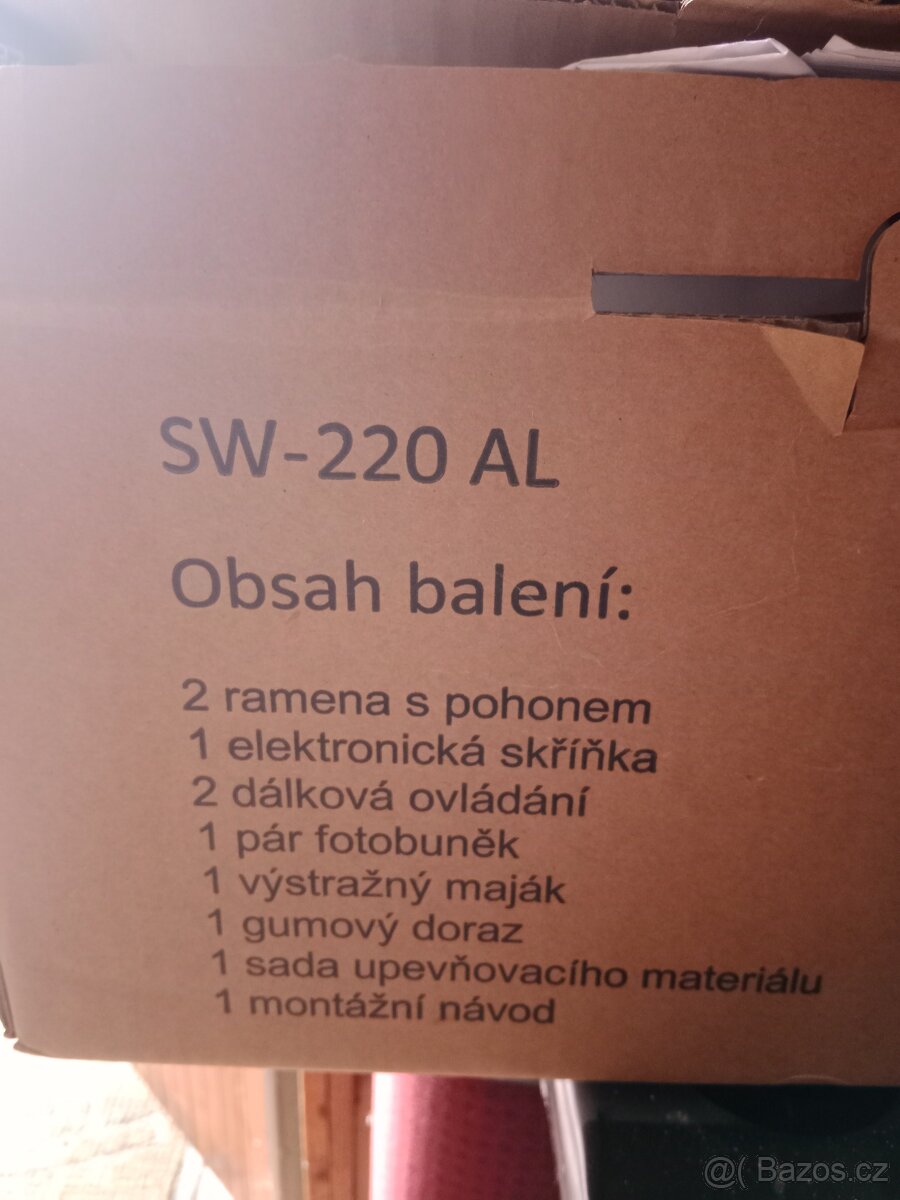 SW-220 AL
Obsah balení:
2 ramena s pohonem
1 elektronická skříňka
2 dálková ovládání
1 pár fotobuněk
1 výstražný maják
1 gumový doraz
1 sada upevňovacího materiálu
1 montážní návod
@( Bazos.cz